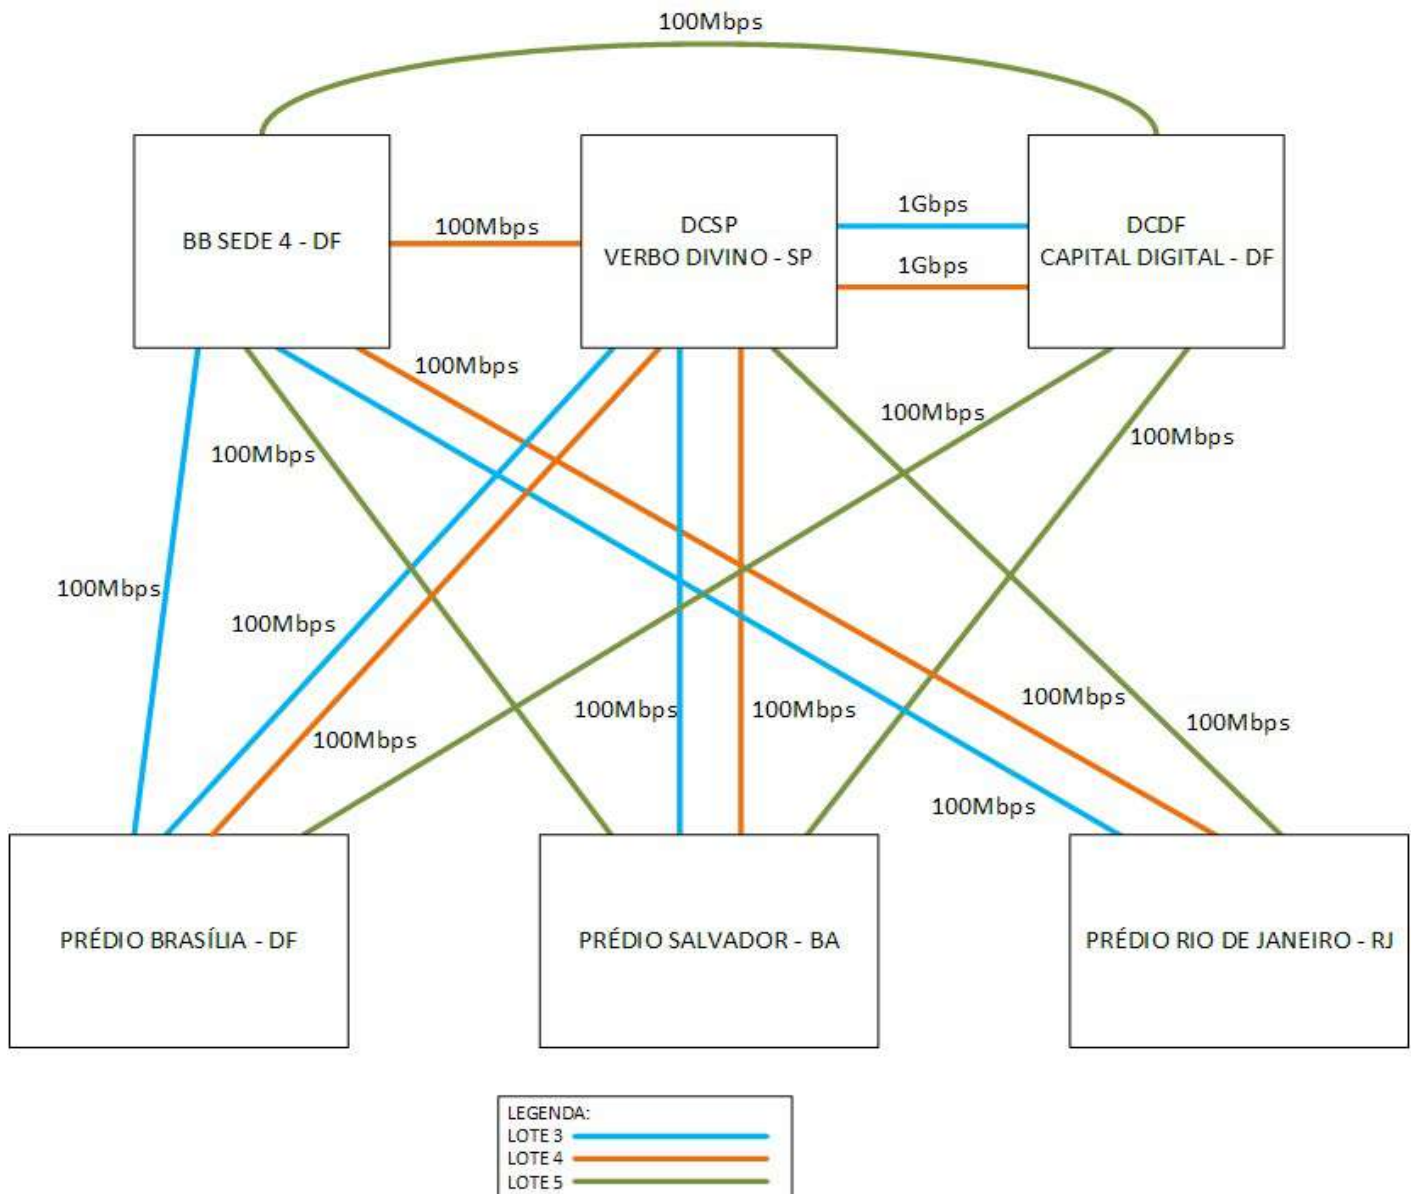 100Mbps
BB SEDE 4 - DF
100Mbps
DCSP
VERBO DIVINO - SP
1Gbps
1Gbps
DCDF
CAPITAL DIGITAL - DF
100Mbps
100Mbps
100Mbps
100Mbps
100Mbps
100Mbps
100Mbps
100Mbps
100Mbps
100Mbps
100Mbps
100Mbps
PRÉDIO BRASÍLIA - DF
PRÉDIO SALVADOR - BA
PRÉDIO RIO DE JANEIRO - RJ
LEGENDA:
LOTE 3
LOTE 4
LOTE 5